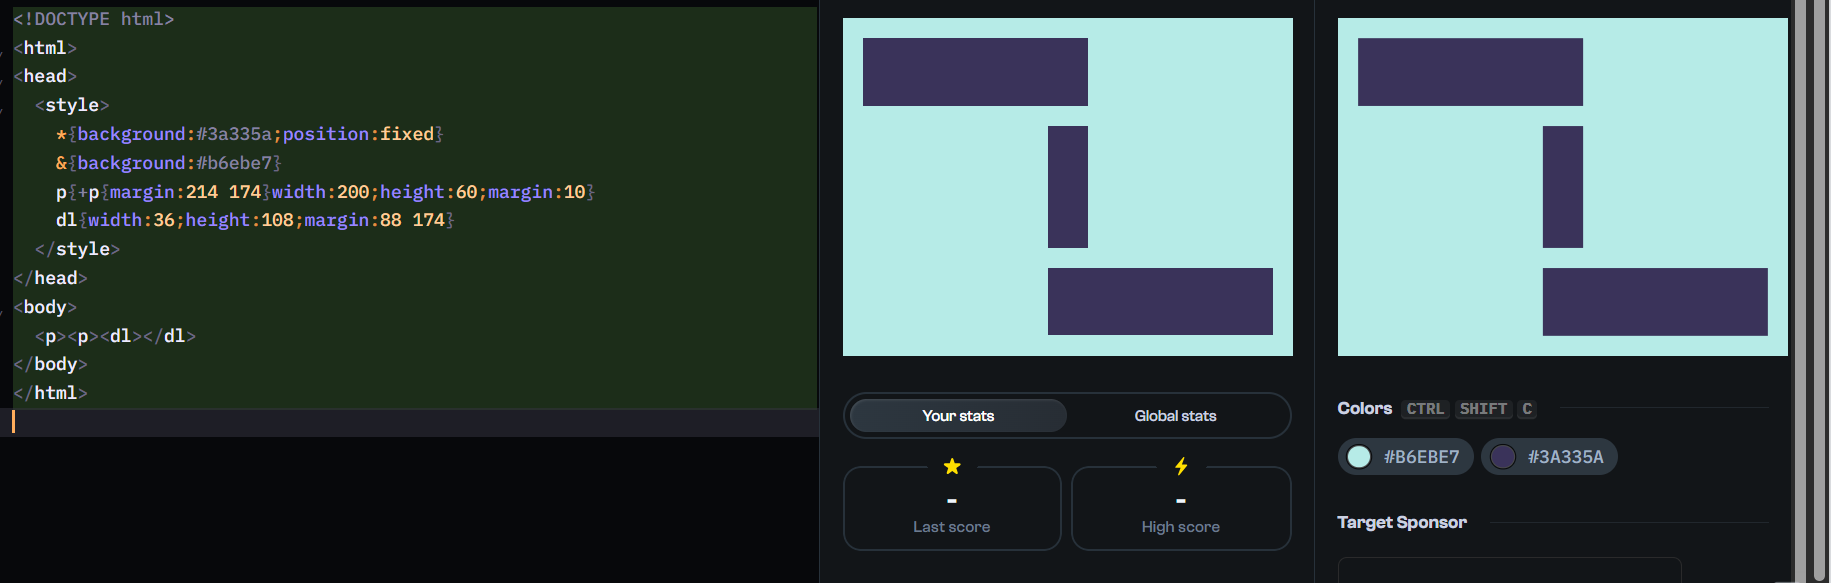 <!DOCTYPE html>
<html>
<head>
<style>
*{background:#3a335a;position:fixed}
&{background:#b6ebe7}
p{+p{margin:214 174}width:200;height:60;margin:10}
dl{width:36;height:108;margin:88 174}
</style>
</head>
<body>
<p><p><dl></dl>
</body>
</html>
Your stats
Global stats
-
Last score
-
High score
Colors CTRL SHIFT C
#B6EBE7 #3A335A
Target Sponsor